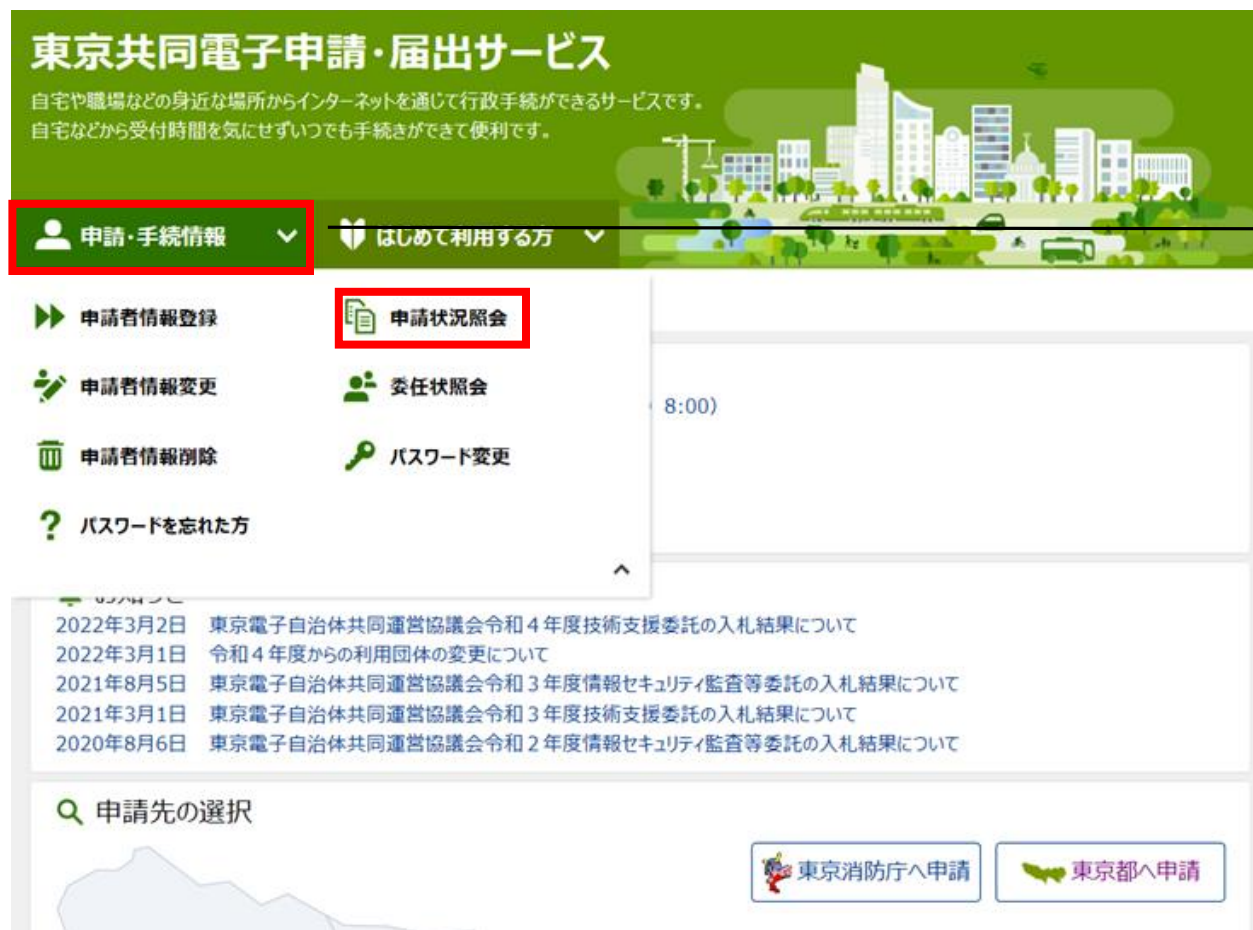 東京共同電子申請・届出サービス
自宅や職場などの身近な場所からインターネットを通じて行政手続ができるサービスです。
自宅などから受付時間を気にせずいつでも手続きができて便利です。
申請・手続情報
はじめて利用する方
申請者情報登録
申請状況照会
申請者情報変更
委任状照会
8:00)
申請者情報削除
パスワード変更
パスワードを忘れた方
2022年3月2日 東京電子自治体共同運営協議会令和４年度技術支援委託の入札結果について
2022年3月1日 令和４年度からの利用団体の変更について
2021年8月5日 東京電子自治体共同運営協議会令和３年度情報セキュリティ監査等委託の入札結果について
2021年3月1日 東京電子自治体共同運営協議会令和３年度技術支援委託の入札結果について
2020年8月6日 東京電子自治体共同運営協議会令和２年度情報セキュリティ監査等委託の入札結果について
申請先の選択
東京消防庁へ申請
東京都へ申請